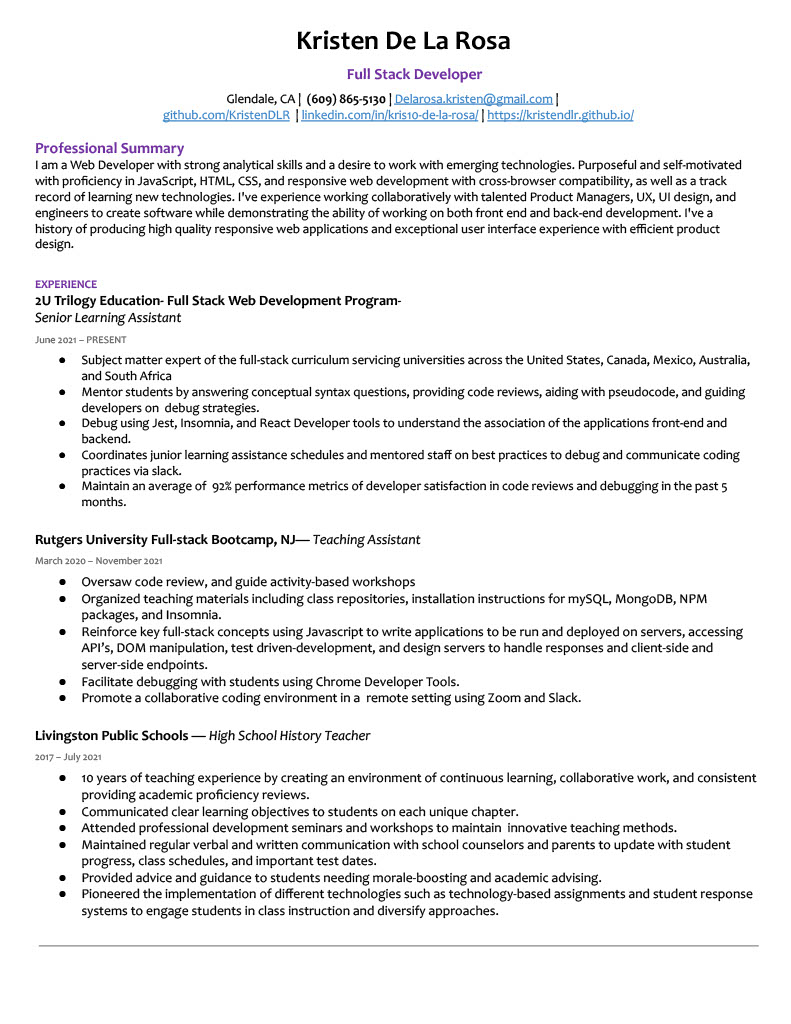 Kristen De La Rosa
Full Stack Developer
Glendale, CA | (609) 865-5130 | Delarosa.kristen@gmail.com |
github.com/KristenDLR | linkedin.com/in/kris10-de-la-rosa/ | https://kristendlr.github.io/
Professional Summary
I am a Web Developer with strong analytical skills and a desire to work with emerging technologies. Purposeful and self-motivated
with proficiency in JavaScript, HTML, CSS, and responsive web development with cross-browser compatibility, as well as a track
record of learning new technologies. I've experience working collaboratively with talented Product Managers, UX, UI design, and
engineers to create software while demonstrating the ability of working on both front end and back-end development. I've a
history of producing high quality responsive web applications and exceptional user interface experience with efficient product
design.
EXPERIENCE
2U Trilogy Education- Full Stack Web Development Program-
Senior Learning Assistant
June 2021 – PRESENT
● Subject matter expert of the full-stack curriculum servicing universities across the United States, Canada, Mexico, Australia,
and South Africa
● Mentor students by answering conceptual syntax questions, providing code reviews, aiding with pseudocode, and guiding
developers on debug strategies.
● Debug using Jest, Insomnia, and React Developer tools to understand the association of the applications front-end and
backend.
● Coordinates junior learning assistance schedules and mentored staff on best practices to debug and communicate coding
practices via slack.
● Maintain an average of 92% performance metrics of developer satisfaction in code reviews and debugging in the past 5
months.
Rutgers University Full-stack Bootcamp, NJ— Teaching Assistant
March 2020 – November 2021
● Oversaw code review, and guide activity-based workshops
● Organized teaching materials including class repositories, installation instructions for mySQL, MongoDB, NPM
packages, and Insomnia.
● Reinforce key full-stack concepts using Javascript to write applications to be run and deployed on servers, accessing
API's, DOM manipulation, test driven-development, and design servers to handle responses and client-side and
server-side endpoints.
● Facilitate debugging with students using Chrome Developer Tools.
● Promote a collaborative coding environment in a remote setting using Zoom and Slack.
Livingston Public Schools — High School History Teacher
2017 – July 2021
● 10 years of teaching experience by creating an environment of continuous learning, collaborative work, and consistent
providing academic proficiency reviews.
● Communicated clear learning objectives to students on each unique chapter.
● Attended professional development seminars and workshops to maintain innovative teaching methods.
● Maintained regular verbal and written communication with school counselors and parents to update with student
progress, class schedules, and important test dates.
● Provided advice and guidance to students needing morale-boosting and academic advising.
● Pioneered the implementation of different technologies such as technology-based assignments and student response
systems to engage students in class instruction and diversify approaches.